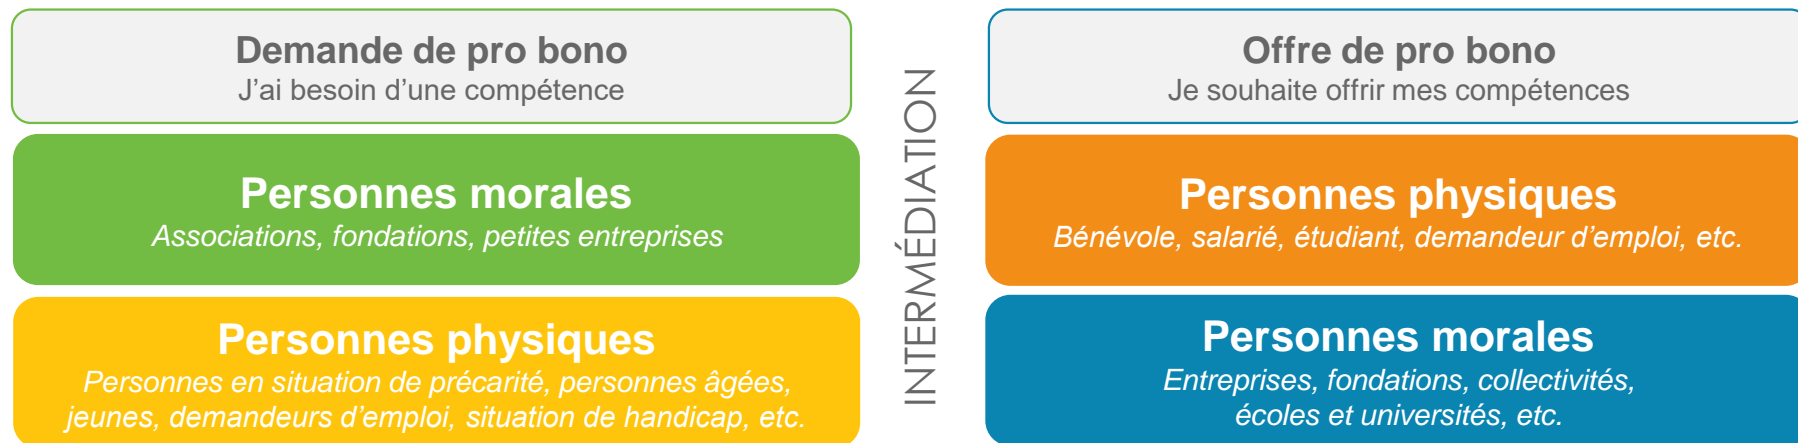 Demande de pro bono
J'ai besoin d'une compétence
Personnes morales
Associations, fondations, petites entreprises
Personnes physiques
Personnes en situation de précarité, personnes âgées,
jeunes, demandeurs d'emploi, situation de handicap, etc.
INTERMÉDIATION
Offre de pro bono
Je souhaite offrir mes compétences
Personnes physiques
Bénévole, salarié, étudiant, demandeur d'emploi, etc.
Personnes morales
Entreprises, fondations, collectivités,
écoles et universités, etc.